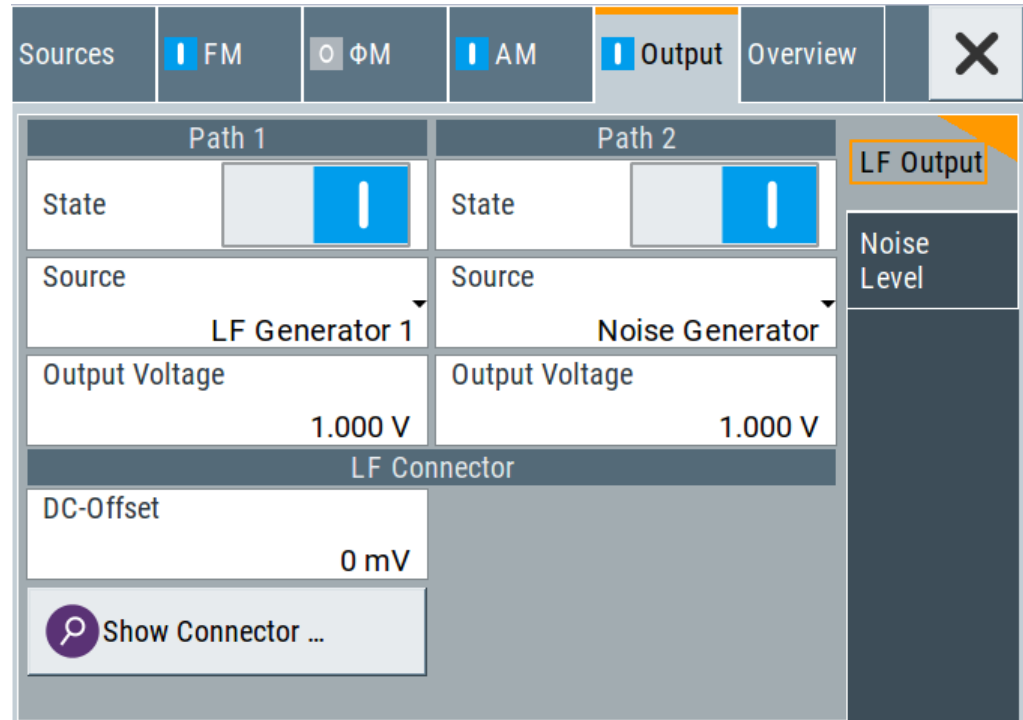 Sources FM ΦM AM Output Overview
Path 1 Path 2
LF Output
State State
Noise
Level
Source Source
LF Generator 1 Noise Generator
Output Voltage Output Voltage
1.000 V 1.000 V
LF Connector
DC-Offset
0 mV
Show Connector ...